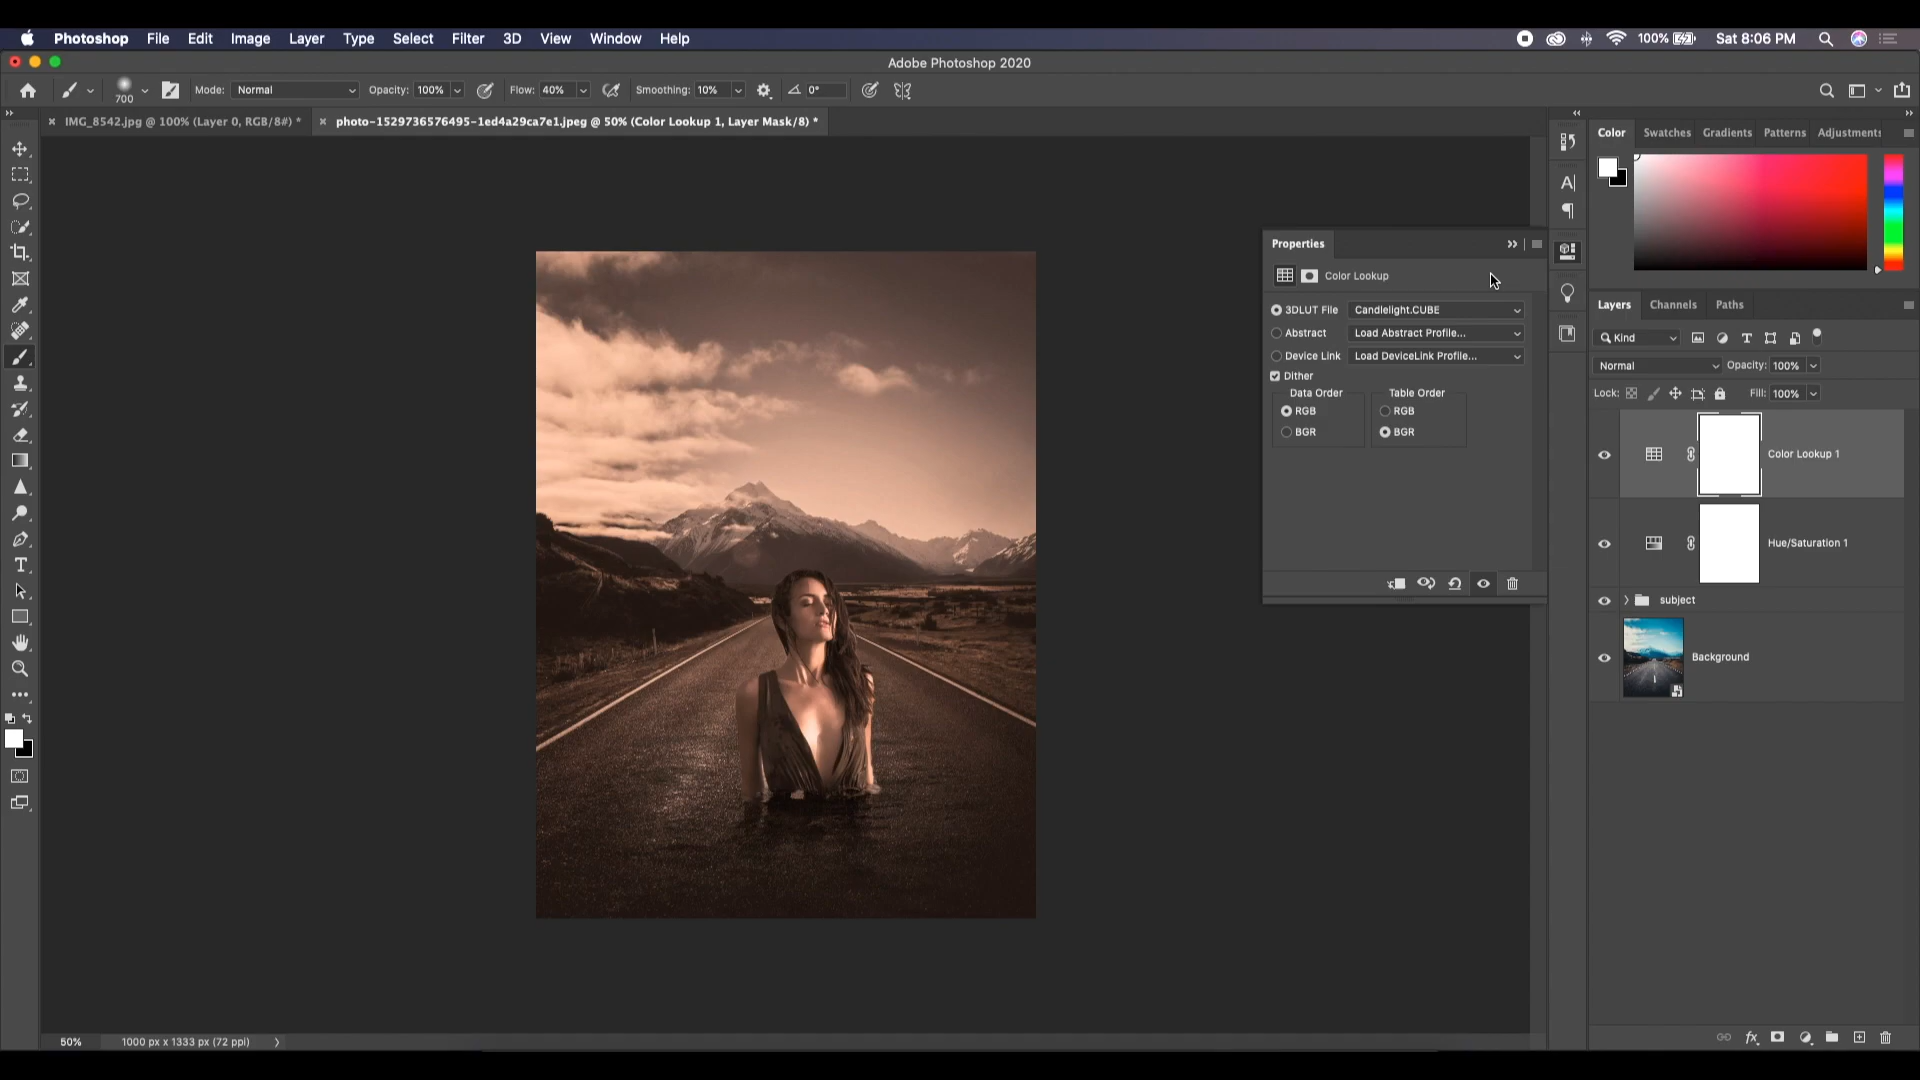 Photoshop File Edit Image Layer Type Select Filter 3D View Window Help 100% Sat 8:06 PM
Adobe Photoshop 2020
700 Mode: Normal Opacity: 100% Flow: 40% Smoothing: 10% 0°
IMG_8542.jpg @ 100% (Layer 0, RGB/8#) * photo-1529736576495-1ed4a29ca7e1.jpeg @ 50% (Color Lookup 1, Layer Mask/8) *
Color Swatches Gradients Patterns Adjustments
Properties
Color Lookup
3DLUT File Candlelight.CUBE
Abstract Load Abstract Profile...
Device Link Load DeviceLink Profile...
Dither
Data Order Table Order
RGB RGB
BGR BGR
Layers Channels Paths
Kind
Normal Opacity: 100%
Lock: Fill: 100%
Color Lookup 1
Hue/Saturation 1
subject
Background
50% 1000 px x 1333 px (72 ppi)